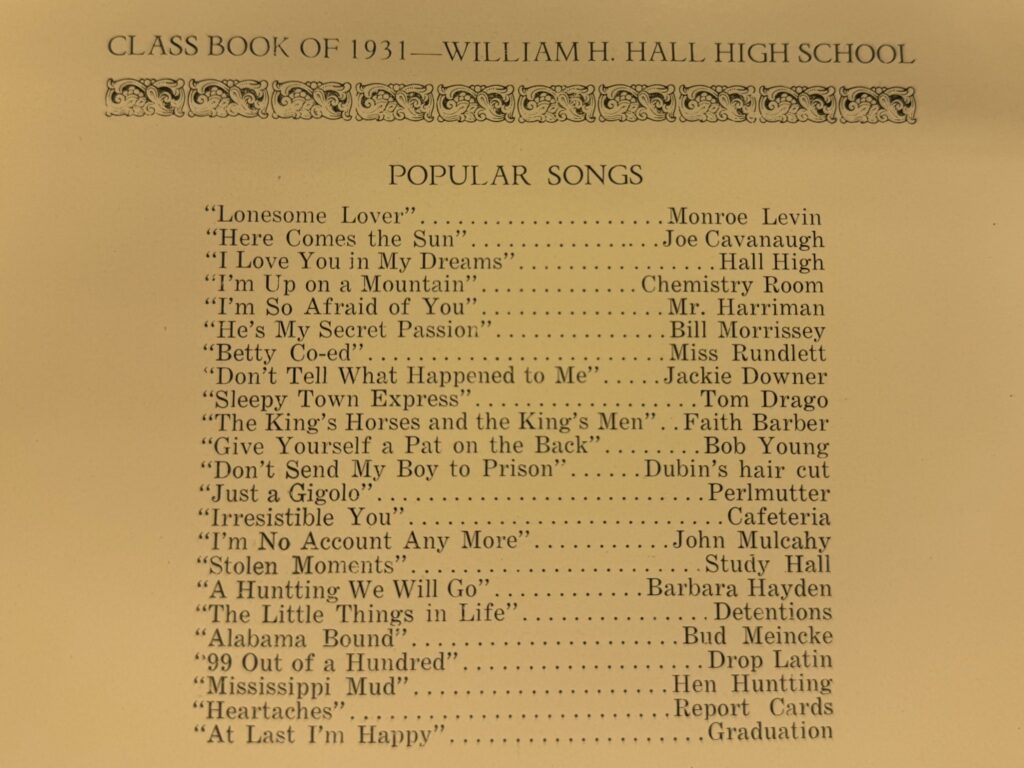 CLASS BOOK OF 1931—WILLIAM H. HALL HIGH SCHOOL
POPULAR SONGS
“Lonesome Lover”.....................Monroe Levin
“Here Comes the Sun”.................Joe Cavanaugh
“I Love You in My Dreams”..................Hall High
“I’m Up on a Mountain”.............Chemistry Room
“I’m So Afraid of You”...............Mr. Harriman
“He’s My Secret Passion”..............Bill Morrissey
“Betty Co-ed”.........................Miss Rundlett
“Don’t Tell What Happened to Me”.....Jackie Downer
“Sleepy Town Express”..................Tom Drago
“The King’s Horses and the King’s Men”..Faith Barber
“Give Yourself a Pat on the Back”........Bob Young
“Don’t Send My Boy to Prison”......Dubin’s hair cut
“Just a Gigolo”...........................Perlmutter
“Irresistible You”..........................Cafeteria
“I’m No Account Any More”...........John Mulcahy
“Stolen Moments”........................Study Hall
“A Huntting We Will Go”............Barbara Hayden
“The Little Things in Life”................Detentions
“Alabama Bound”......................Bud Meincke
“99 Out of a Hundred”....................Drop Latin
“Mississippi Mud”.....................Hen Huntting
“Heartaches”...........................Report Cards
“At Last I’m Happy”.....................Graduation